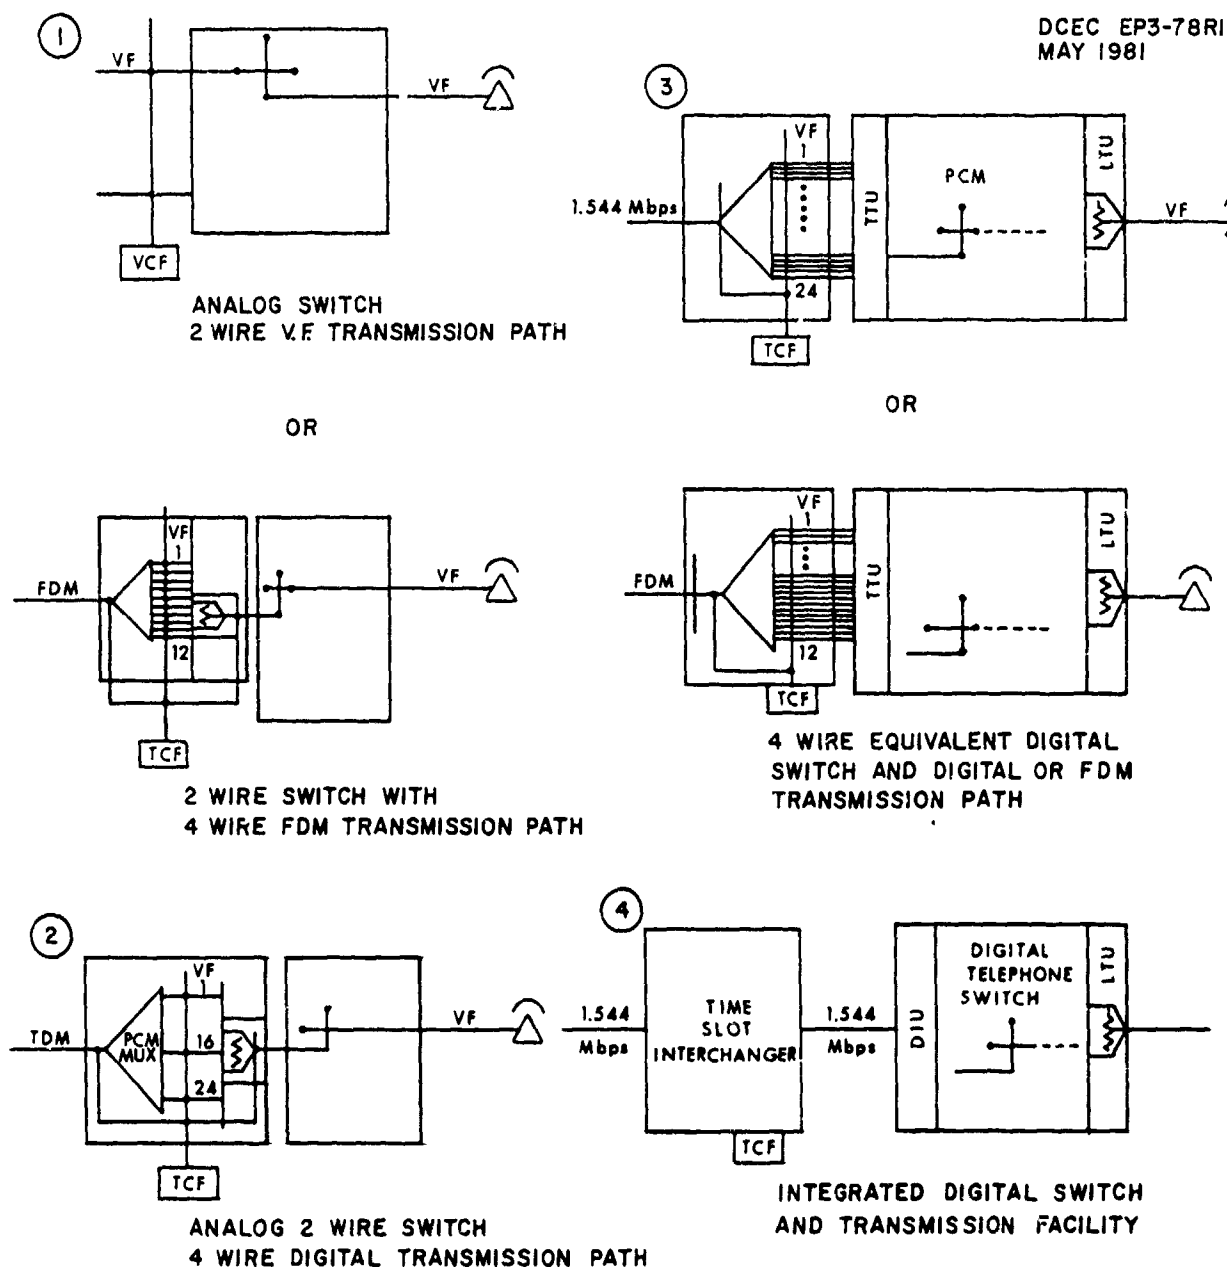 DCEC EP3-78R1
MAY 1981
1
VF
VF
VCF
ANALOG SWITCH
2 WIRE V.F. TRANSMISSION PATH
OR
FDM
VF
1
12
VF
TCF
2 WIRE SWITCH WITH
4 WIRE FDM TRANSMISSION PATH
2
TDM
PCM
MUX
VF
1
16
24
VF
TCF
ANALOG 2 WIRE SWITCH
4 WIRE DIGITAL TRANSMISSION PATH
3
1.544 Mbps
VF
1
24
TTU
PCM
LTU
VF
TCF
OR
FDM
VF
1
12
TTU
LTU
TCF
4 WIRE EQUIVALENT DIGITAL
SWITCH AND DIGITAL OR FDM
TRANSMISSION PATH
4
1.544
Mbps
TIME
SLOT
INTERCHANGER
1.544
Mbps
DIU
DIGITAL
TELEPHONE
SWITCH
LTU
TCF
INTEGRATED DIGITAL SWITCH
AND TRANSMISSION FACILITY